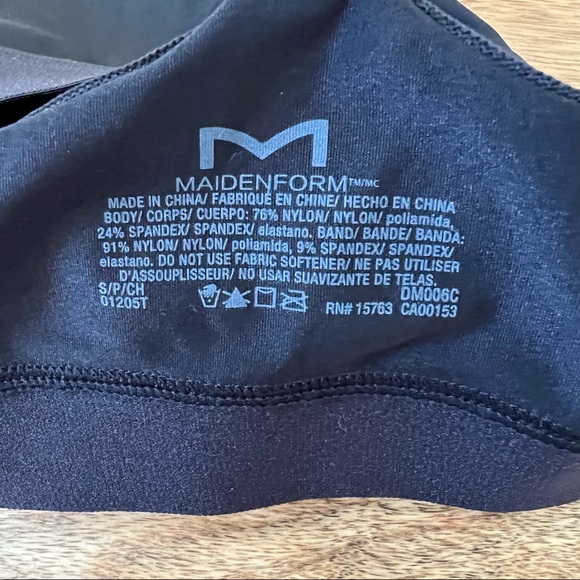 M
MAIDENFORM™/MC
MADE IN CHINA/ FABRIQUÉ EN CHINE/ HECHO EN CHINA
BODY/ CORPS/ CUERPO: 76% NYLON/ NYLON/ poliamida,
24% SPANDEX/ SPANDEX/ elastano. BAND/ BANDE/ BANDA:
91% NYLON/ NYLON/ poliamida, 9% SPANDEX/ SPANDEX/
elastano. DO NOT USE FABRIC SOFTENER/ NE PAS UTILISER
D'ASSOUPLISSEUR/ NO USAR SUAVIZANTE DE TELAS.
S/P/CH DM006C
01205T RN# 15763 CA00153